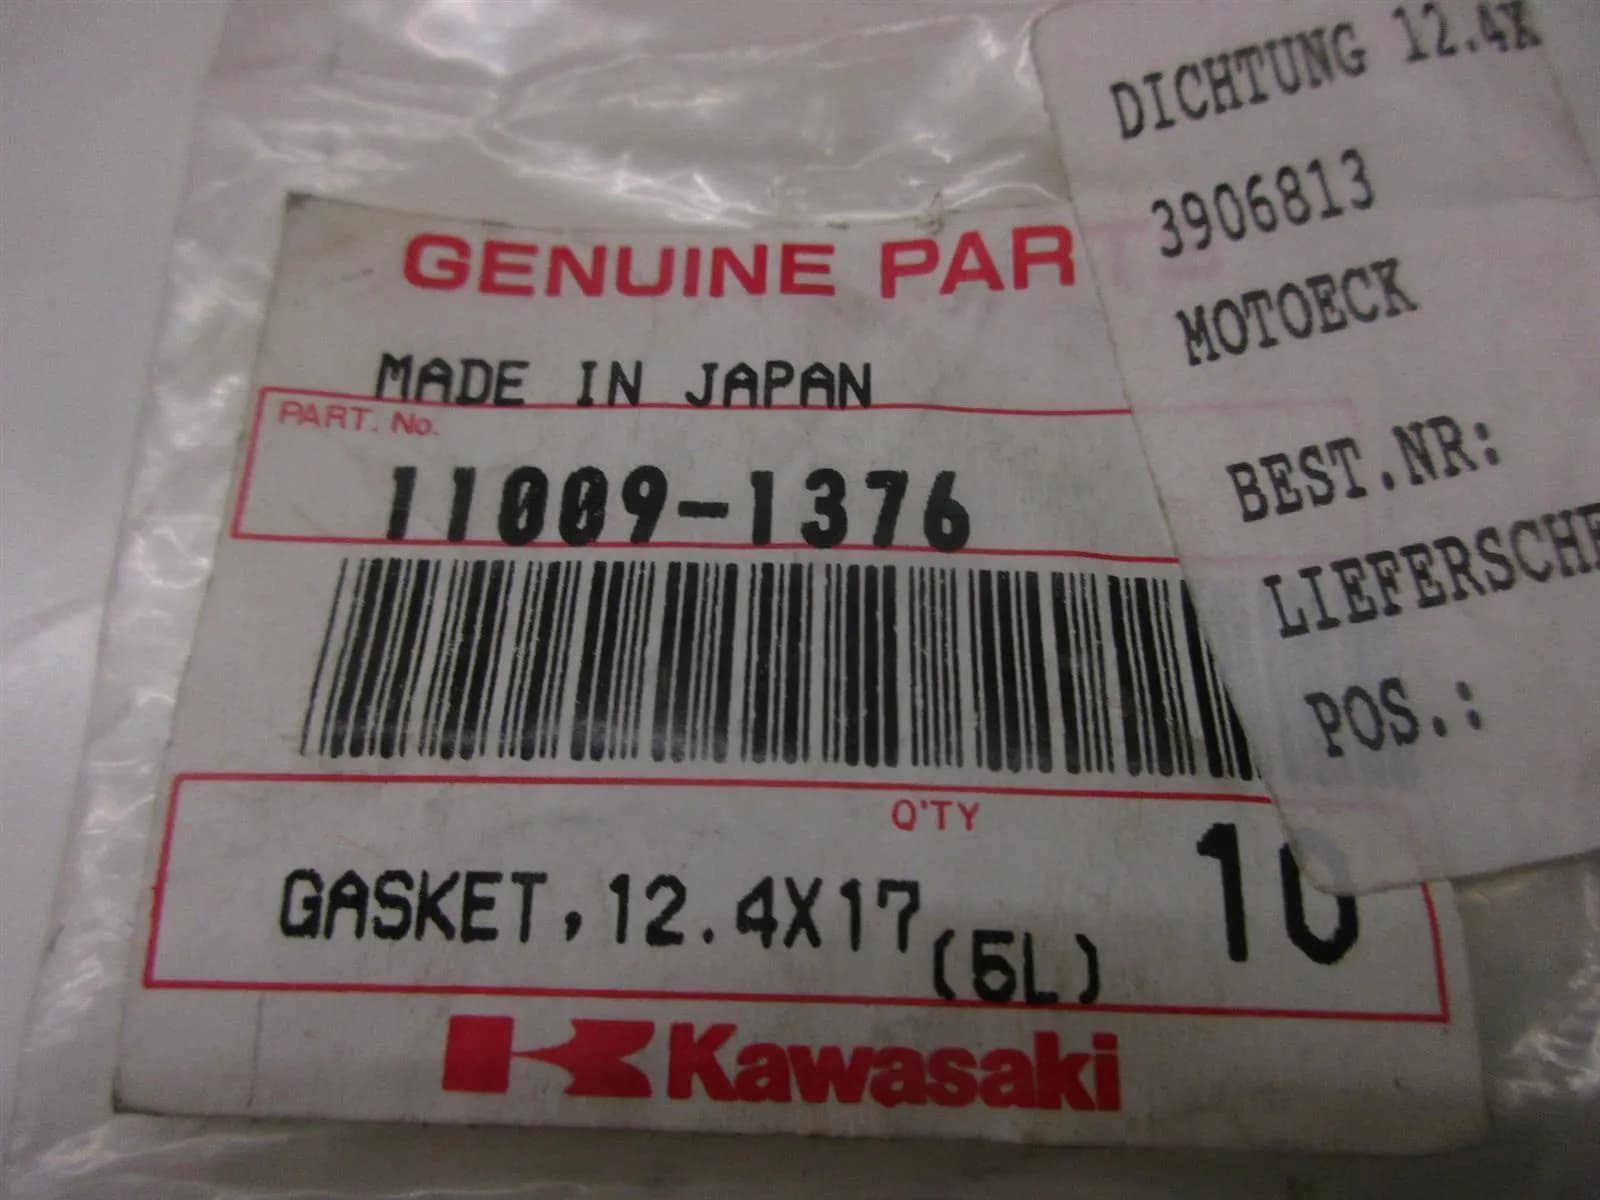 GENUINE PAR
MADE IN JAPAN
PART. No.
11009-1376
Q'TY
10
GASKET, 12.4X17
(5L)
Kawasaki
DICHTUNG 12.4X
3906813
MOTOECK
BEST.NR:
LIEFERSCHE
POS.: